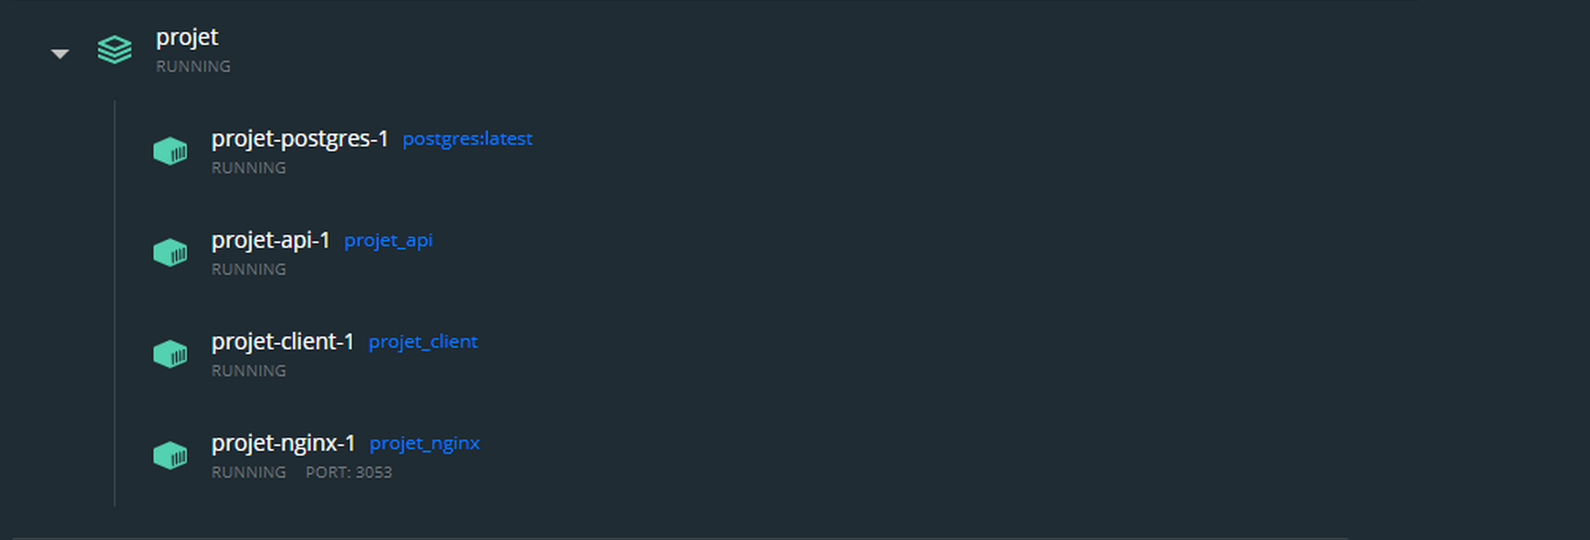 projet
RUNNING
projet-postgres-1 postgres:latest
RUNNING
projet-api-1 projet_api
RUNNING
projet-client-1 projet_client
RUNNING
projet-nginx-1 projet_nginx
RUNNING PORT: 3053